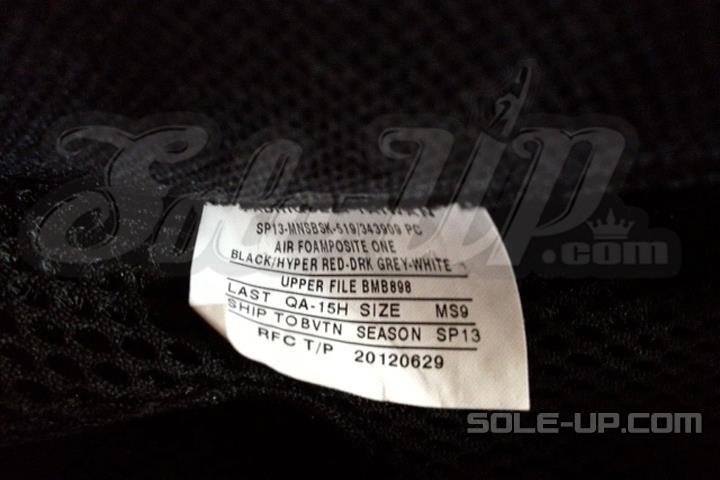 Sole-Up.com
SP13-MNSBSK-519/343909 PC
AIR FOAMPOSITE ONE
BLACK/HYPER RED-DRK GREY-WHITE
UPPER FILE BMB898
LAST QA-15H SIZE MS9
SHIP TOBVTN SEASON SP13
RFC T/P 20120629
SOLE-UP.COM